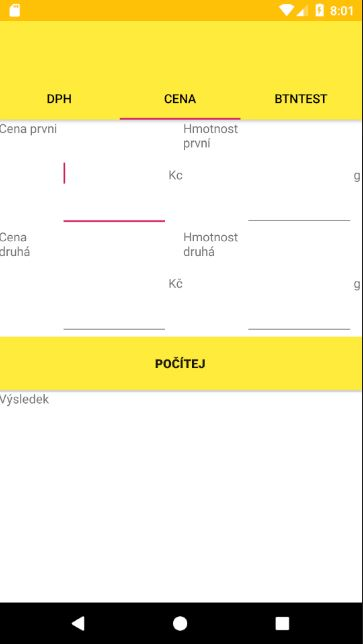 8:01
DPH CENA BTNTEST
Cena prvni Hmotnost
první
Kc g
Cena Hmotnost
druhá druhá
Kč g
POČÍTEJ
Výsledek